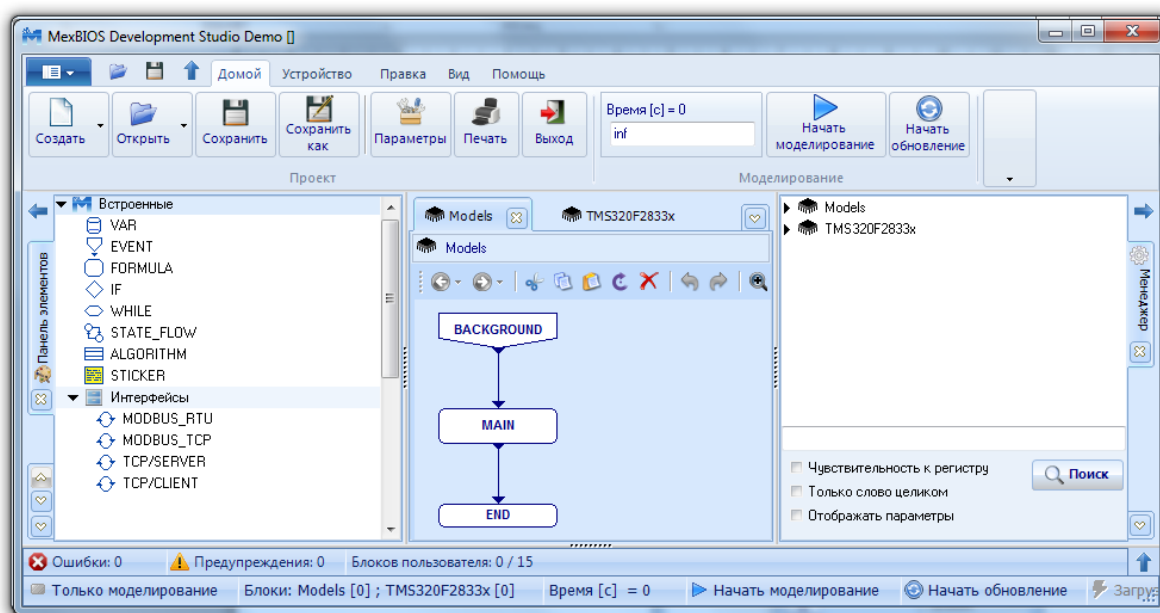 MexBIOS Development Studio Demo []
Домой Устройство Правка Вид Помощь
Время [с] = 0
inf
Создать
Открыть
Сохранить
Сохранить
как
Параметры
Печать
Выход
Начать
моделирование
Начать
обновление
Проект
Моделирование
Панель элементов
Встроенные
VAR
EVENT
FORMULA
IF
WHILE
STATE_FLOW
ALGORITHM
STICKER
Интерфейсы
MODBUS_RTU
MODBUS_TCP
TCP/SERVER
TCP/CLIENT
Models
TMS320F2833x
Models
BACKGROUND
MAIN
END
Models
TMS320F2833x
Менеджер
Чувствительность к регистру
Только слово целиком
Отображать параметры
Поиск
Ошибки: 0 Предупреждения: 0 Блоков пользователя: 0 / 15
Только моделирование Блоки: Models [0] ; TMS320F2833x [0] Время [с] = 0 Начать моделирование Начать обновление